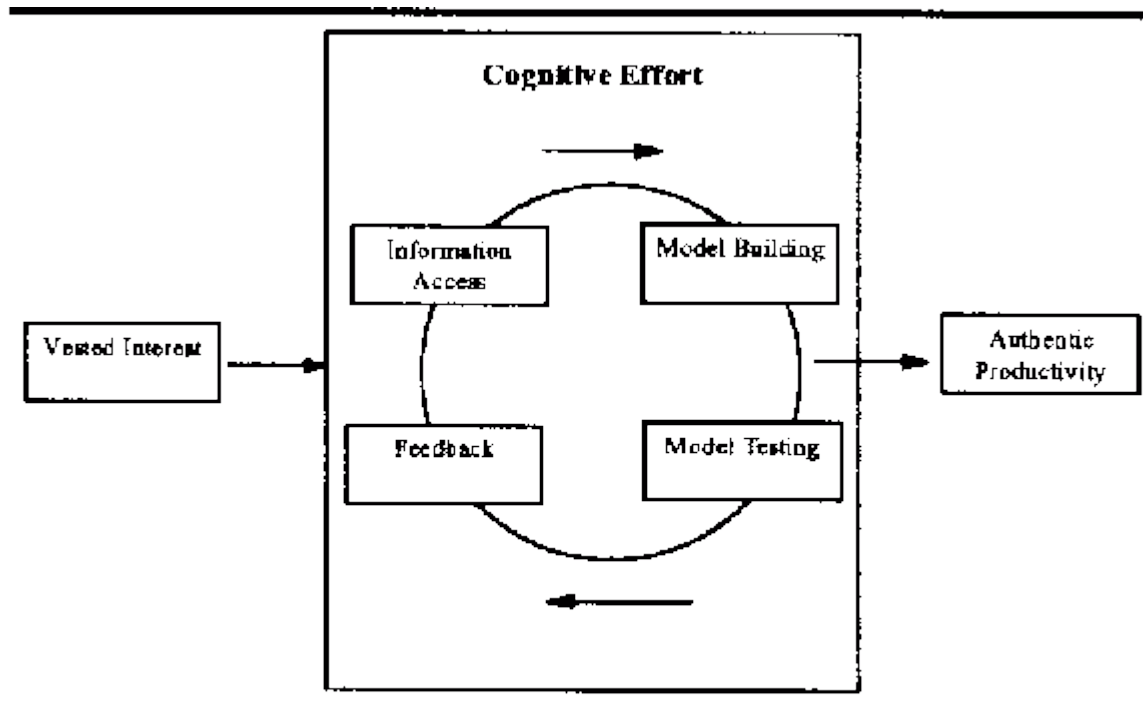 Cognitive Effort
Information
Access
Model Building
Vested Interest
Authentic
Productivity
Feedback
Model Testing